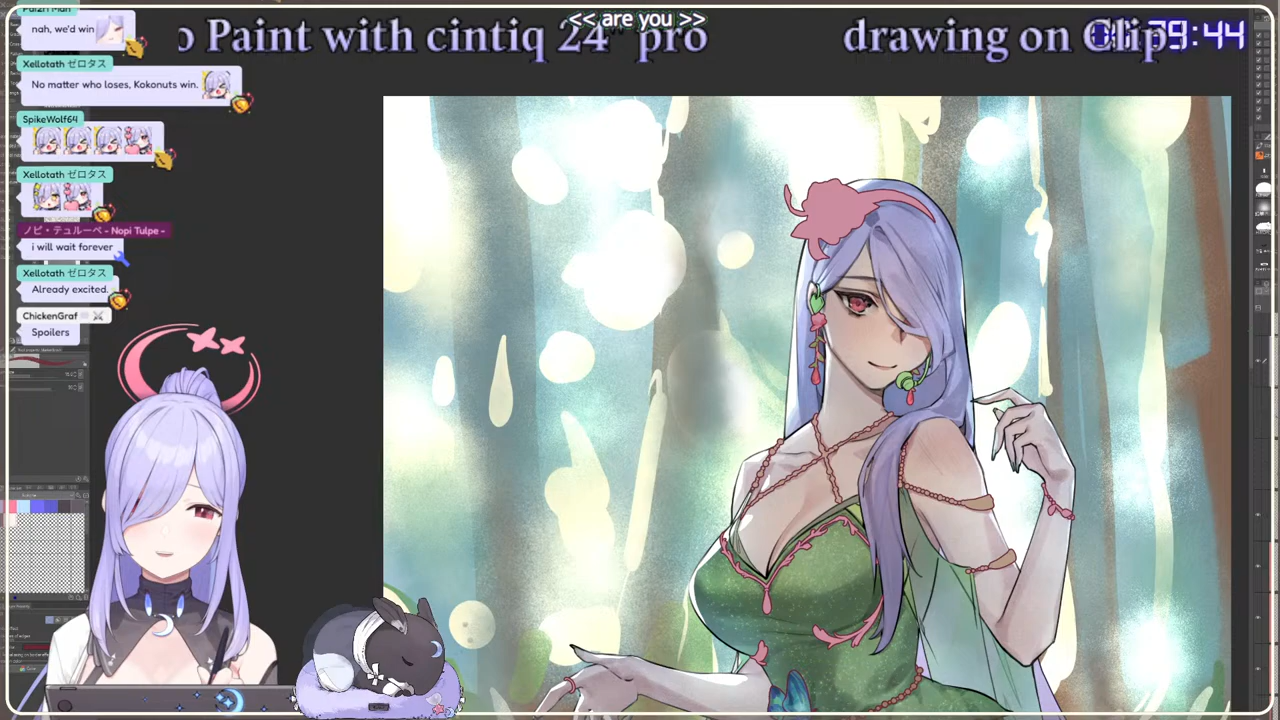 << are you >>
o Paint with cintiq 24" pro
drawing on Clip
39:44
nah, we'd win
Xellotath ゼロタス
No matter who loses, Kokonuts win.
SpikeWolf64
Xellotath ゼロタス
ノピ・テュルーペ - Nopi Tulpe -
i will wait forever
Xellotath ゼロタス
Already excited.
ChickenGraf
Spoilers